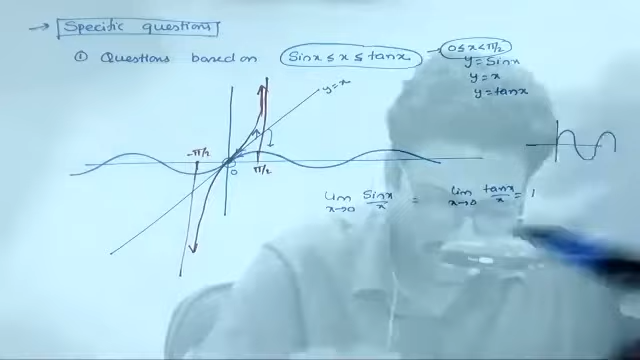 → Specific questions
① Questions based on Sinx ≤ x ≤ tanx → 0≤x<π/2
y = sinx
y = x
y = tanx
y=x
-π/2
0
π/2
lim x→0 Sinx/x = lim x→0 tanx/x = 1